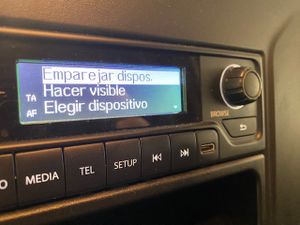 Emparejar dispos.
TA Hacer visible
AF Elegir dispositivo
BROWSE
MEDIA TEL SETUP